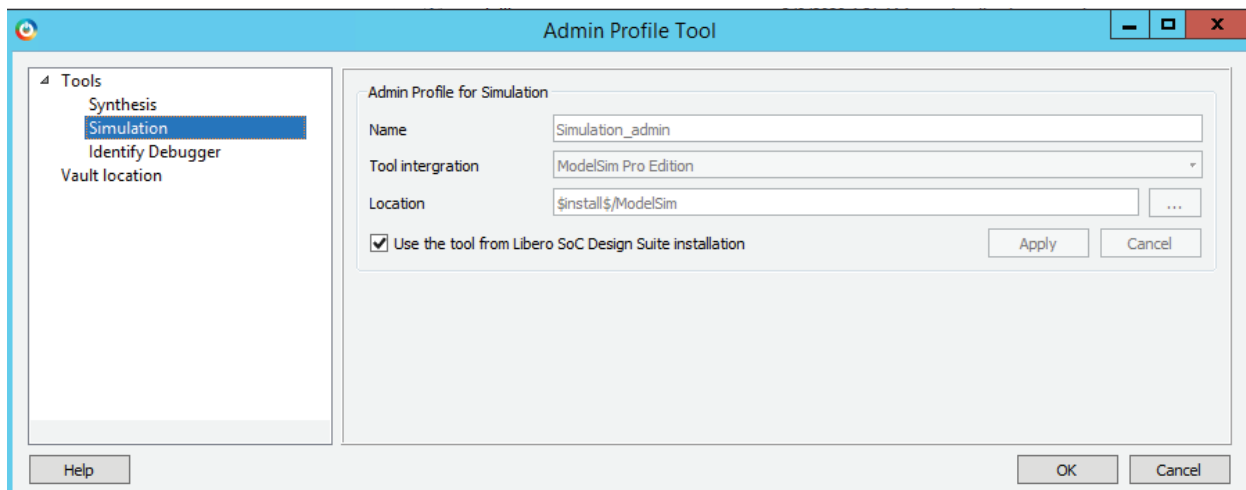 Admin Profile Tool
Tools
Synthesis
Simulation
Identify Debugger
Vault location
Admin Profile for Simulation
Name
Simulation_admin
Tool intergration
ModelSim Pro Edition
Location
$install$/ModelSim
...
Use the tool from Libero SoC Design Suite installation
Apply
Cancel
Help
OK
Cancel